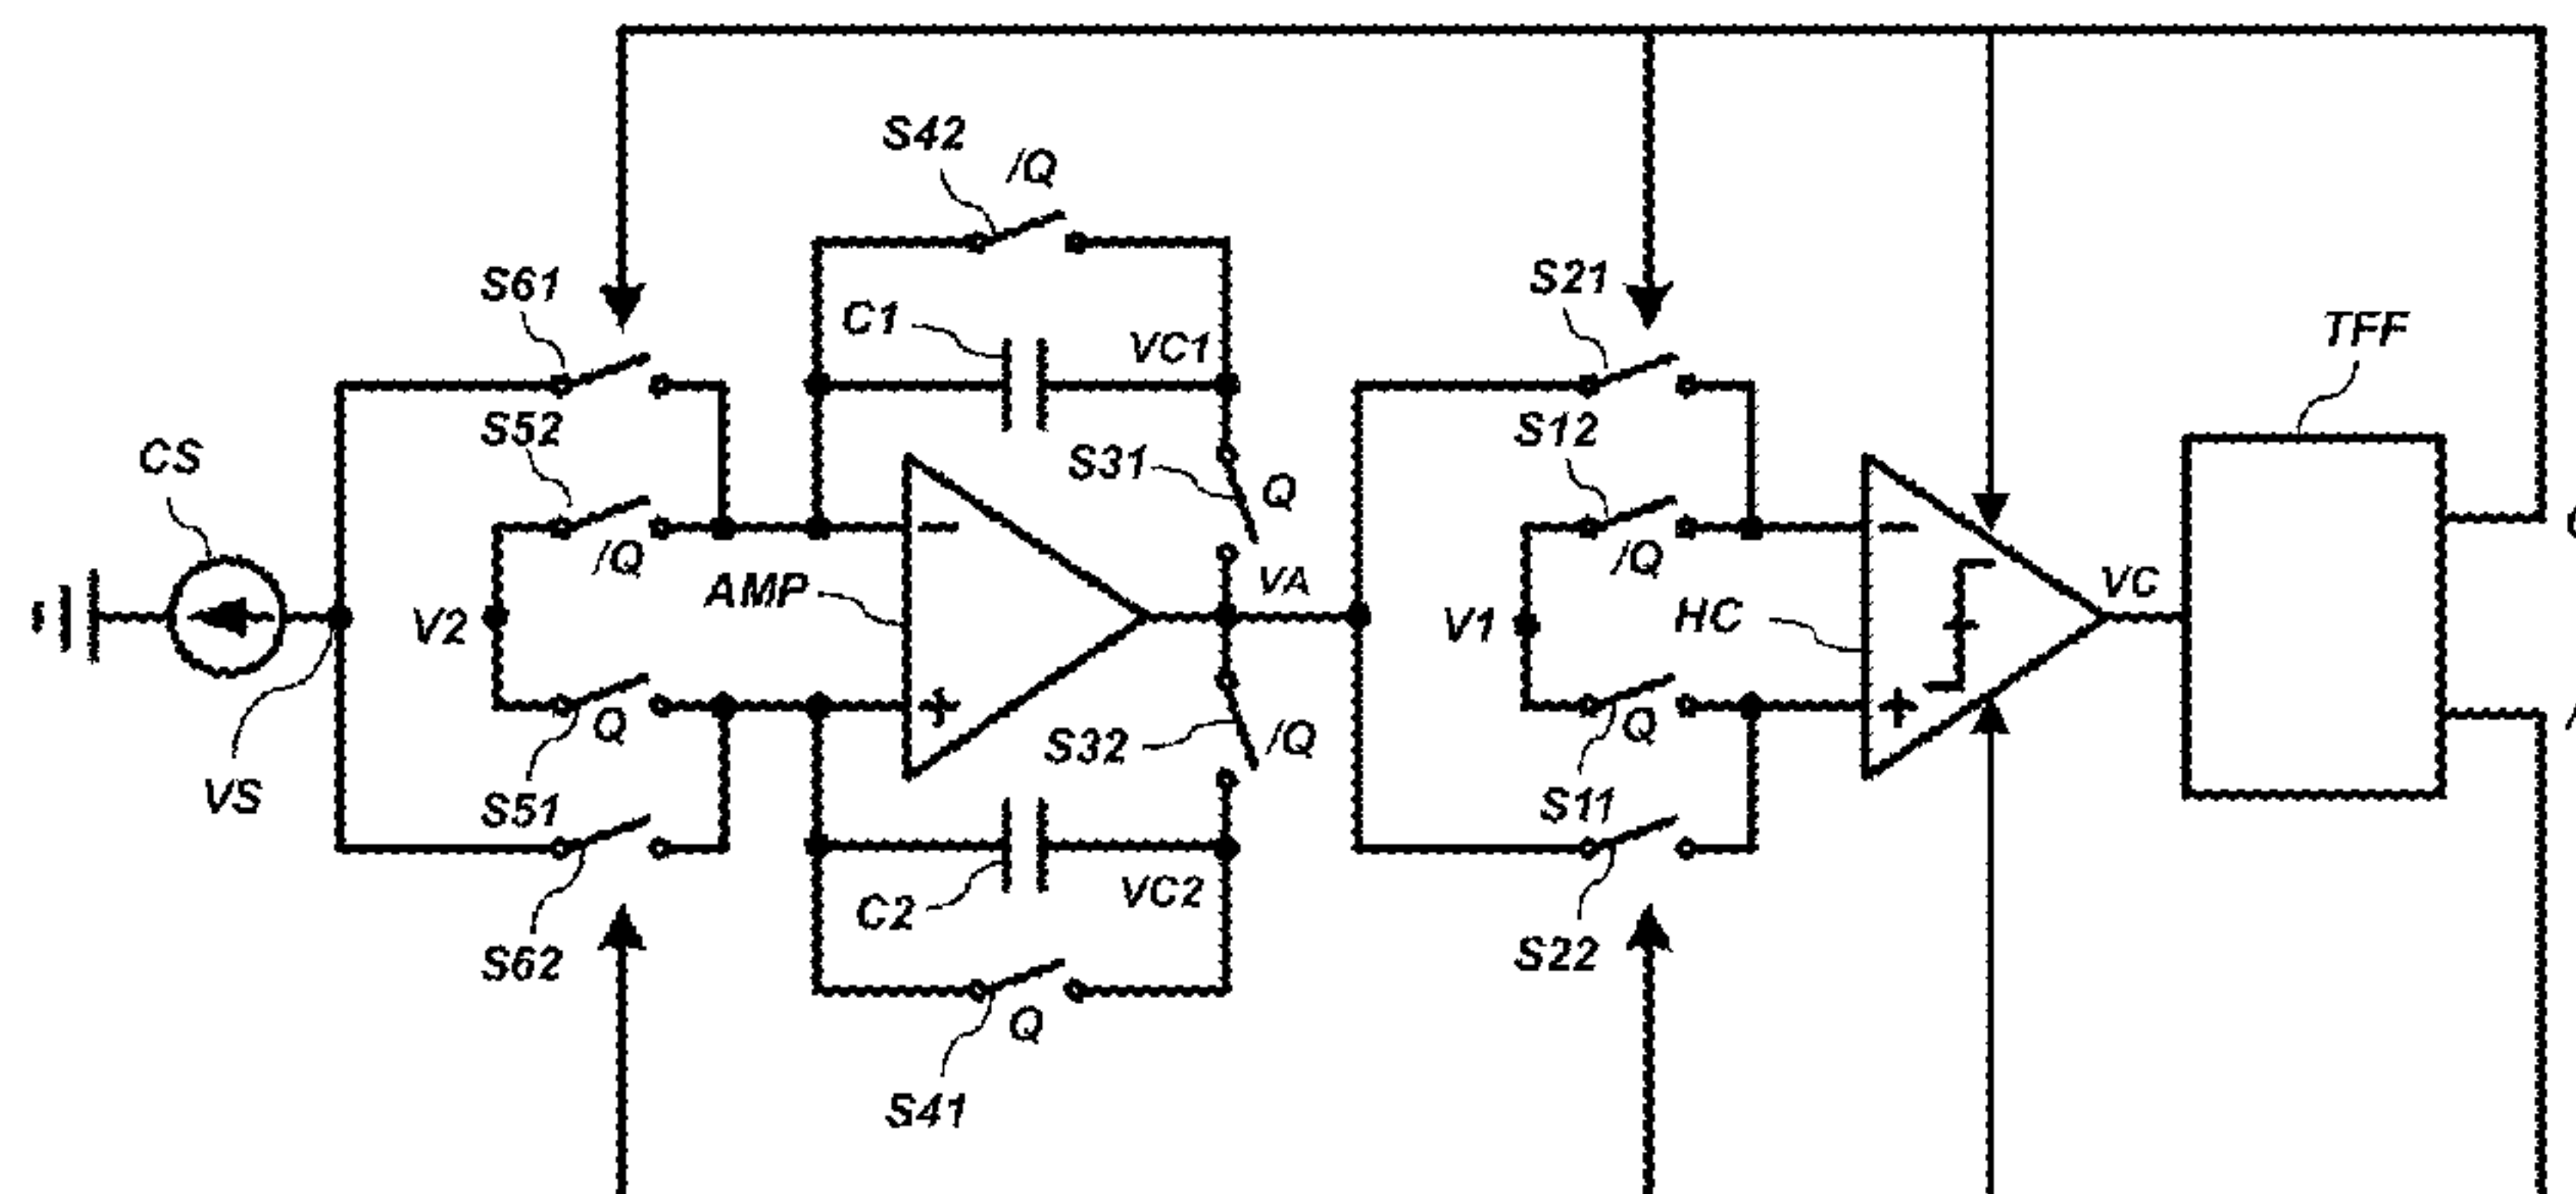 S42
/Q
S61
C1
VC1
S21
TFF
S52
S12
CS
S31
Q
/Q
/Q
V2
AMP
VA
V1
HC
VC
−
+
−
+
Q
S32
/Q
Q
VS
S51
S11
C2
VC2
S62
S22
Q
S41